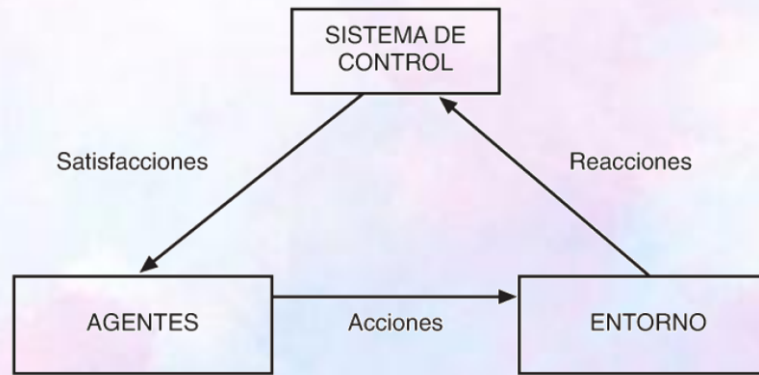 SISTEMA DE
CONTROL
Satisfacciones
Reacciones
AGENTES
Acciones
ENTORNO